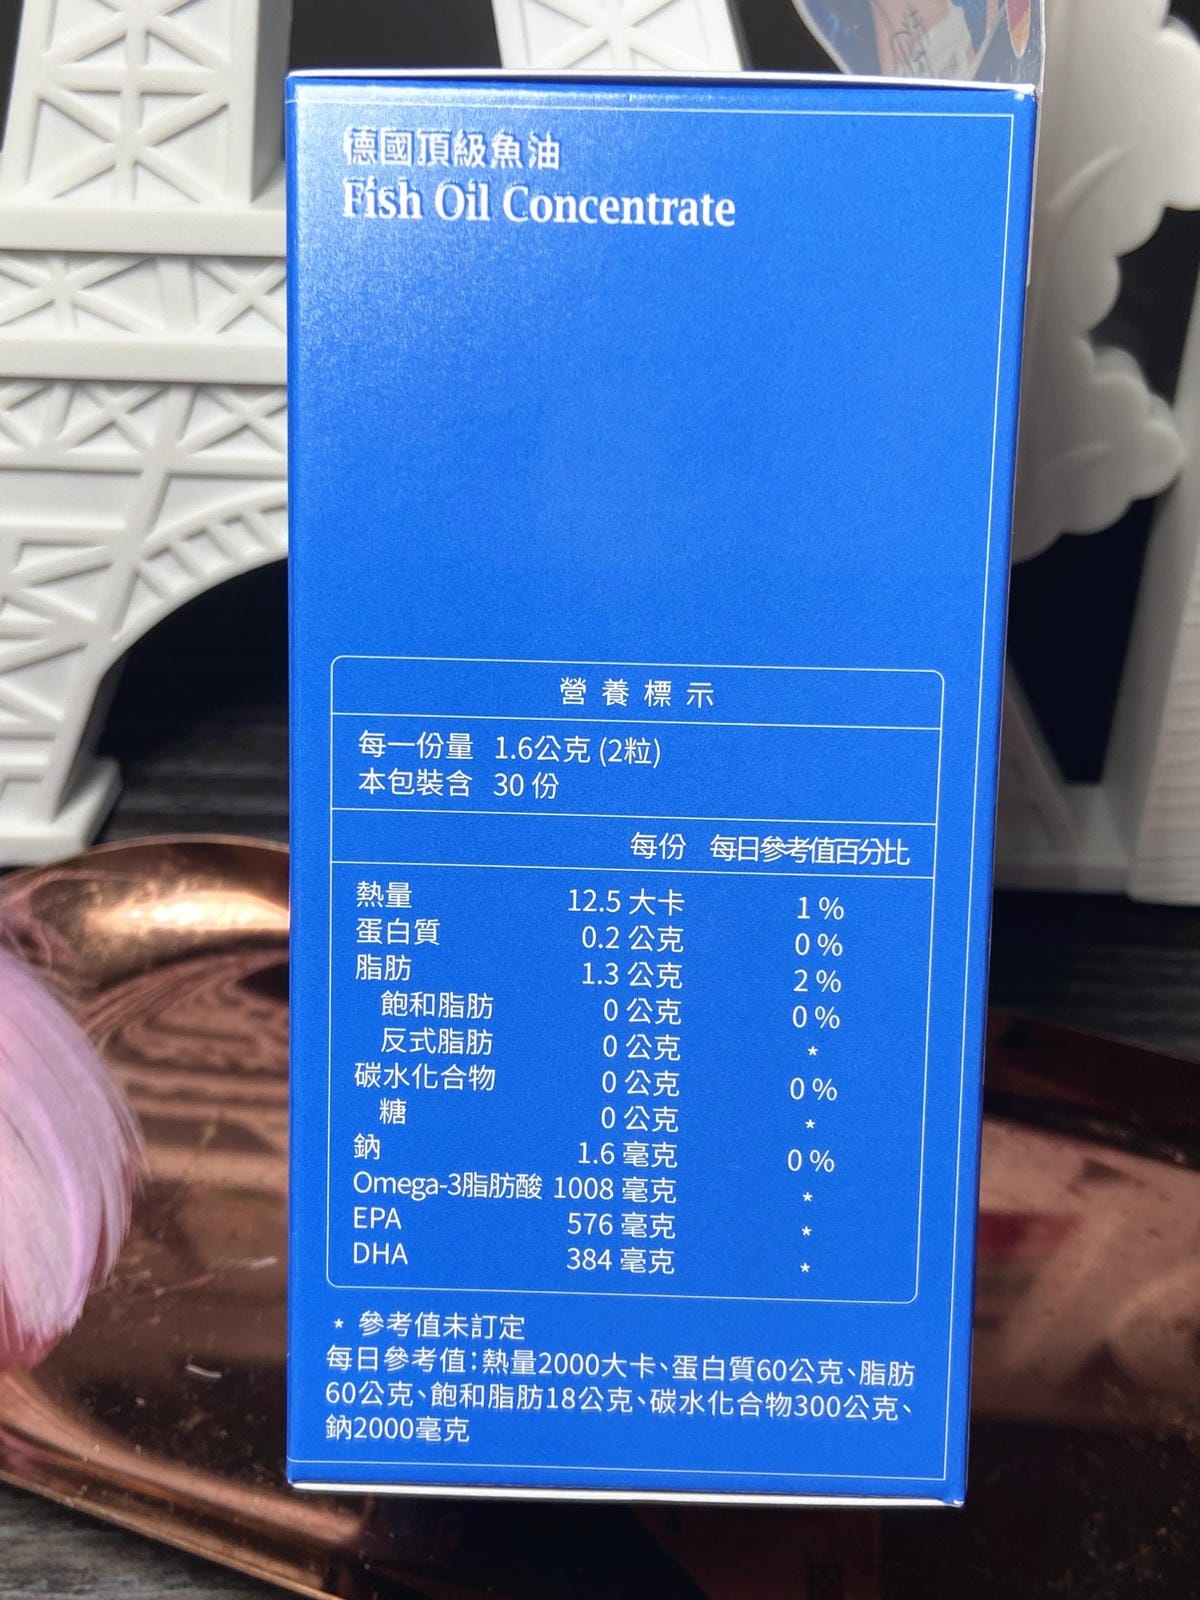 德國頂級魚油
Fish Oil Concentrate
營養標示
每一份量 1.6公克 (2粒)
本包裝含 30 份
每份 每日參考值百分比
熱量 12.5 大卡 1 %
蛋白質 0.2 公克 0 %
脂肪 1.3 公克 2 %
飽和脂肪 0 公克 0 %
反式脂肪 0 公克 *
碳水化合物 0 公克 0 %
糖 0 公克 *
鈉 1.6 毫克 0 %
Omega-3脂肪酸 1008 毫克 *
EPA 576 毫克 *
DHA 384 毫克 *
* 參考值未訂定
每日參考值:熱量2000大卡、蛋白質60公克、脂肪
60公克、飽和脂肪18公克、碳水化合物300公克、
鈉2000毫克